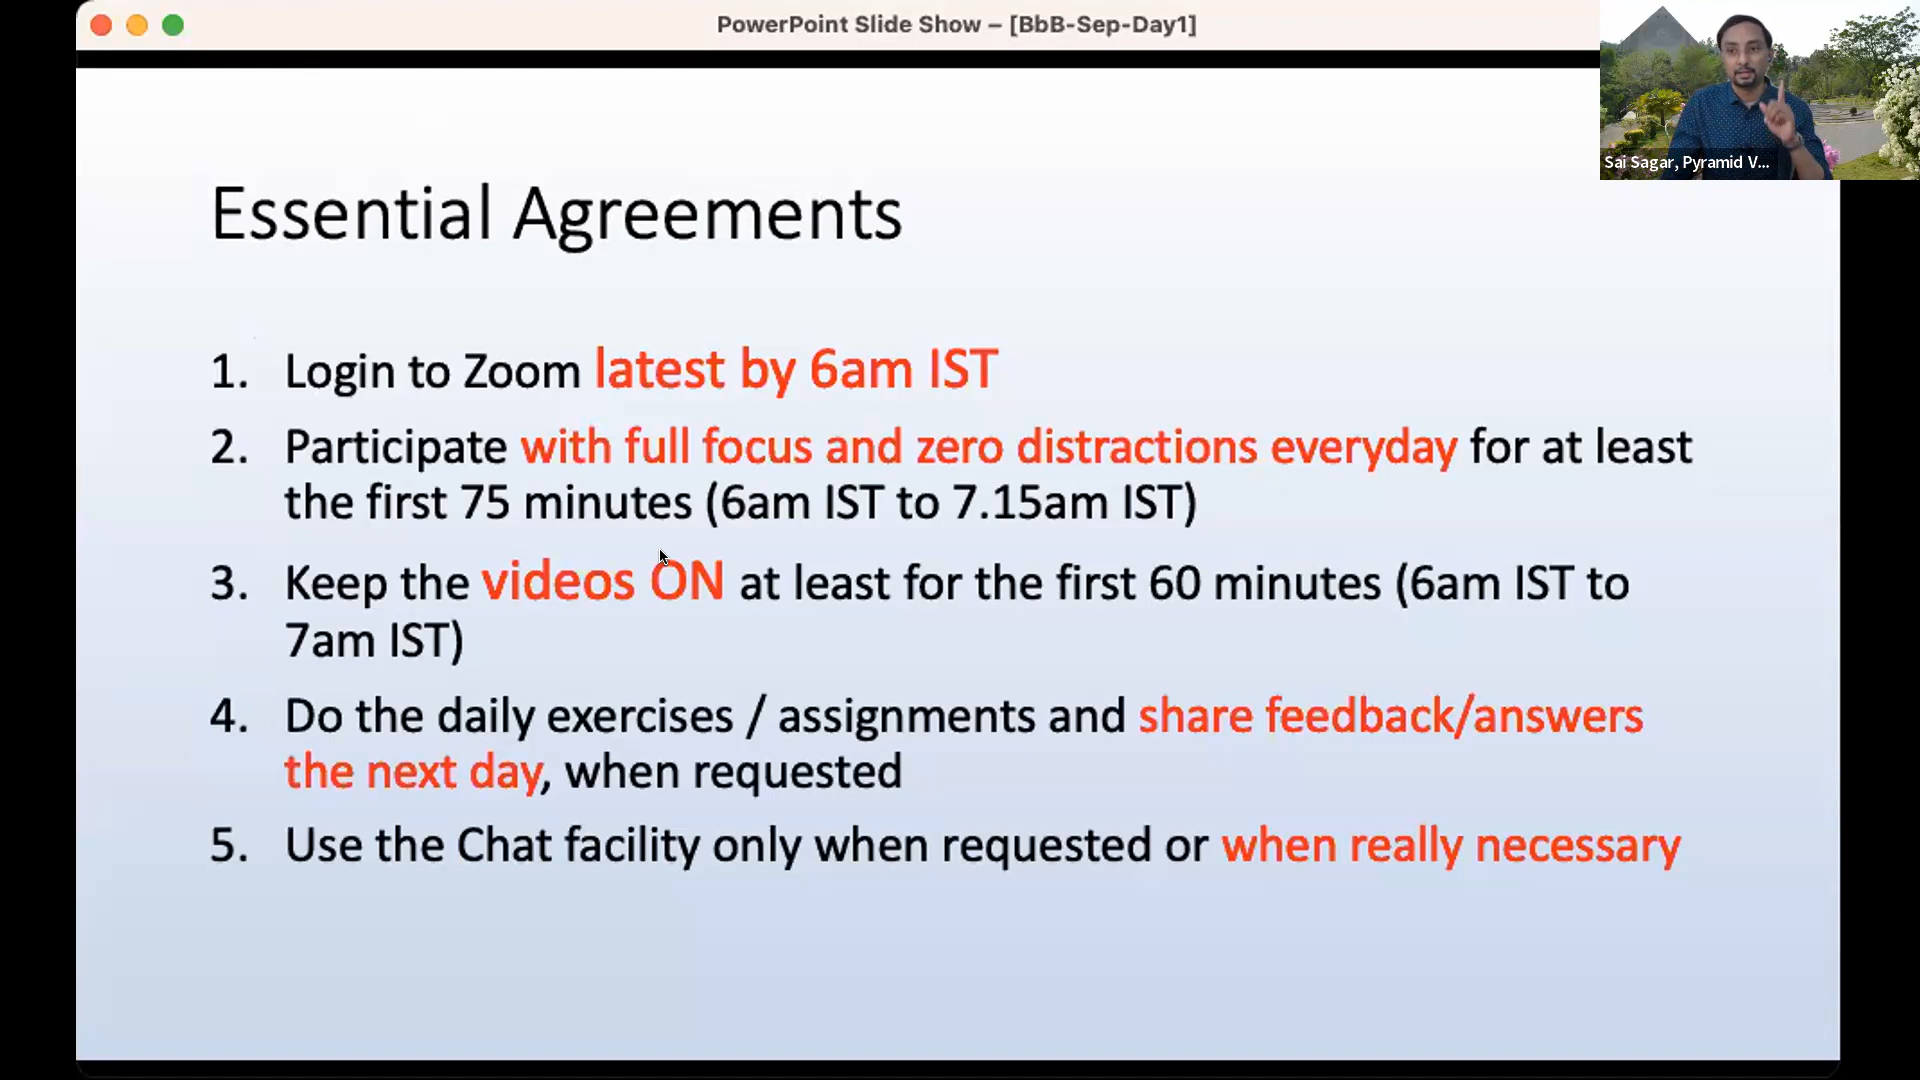 PowerPoint Slide Show – [BbB-Sep-Day1]
Sai Sagar, Pyramid V...
Essential Agreements
1. Login to Zoom latest by 6am IST
2. Participate with full focus and zero distractions everyday for at least
the first 75 minutes (6am IST to 7.15am IST)
3. Keep the videos ON at least for the first 60 minutes (6am IST to
7am IST)
4. Do the daily exercises / assignments and share feedback/answers
the next day, when requested
5. Use the Chat facility only when requested or when really necessary